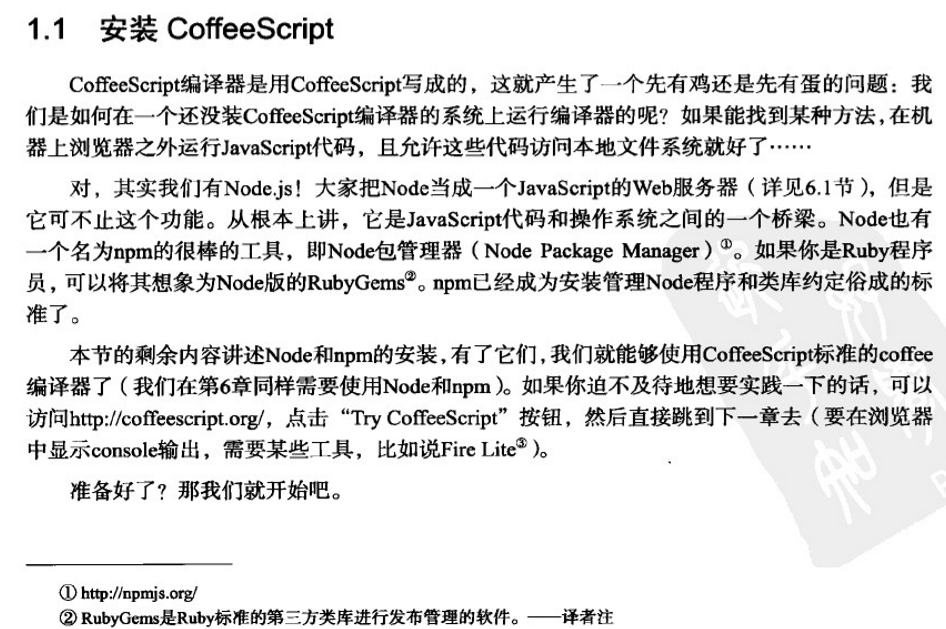 1.1 安装 CoffeeScript
CoffeeScript编译器是用CoffeeScript写成的，这就产生了一个先有鸡还是先有蛋的问题：我
们是如何在一个还没装CoffeeScript编译器的系统上运行编译器的呢？如果能找到某种方法，在机
器上浏览器之外运行JavaScript代码，且允许这些代码访问本地文件系统就好了……
对，其实我们有Node.js！大家把Node当成一个JavaScript的Web服务器（详见6.1节），但是
它可不止这个功能。从根本上讲，它是JavaScript代码和操作系统之间的一个桥梁。Node也有
一个名为npm的很棒的工具，即Node包管理器（Node Package Manager）①。如果你是Ruby程序
员，可以将其想象为Node版的RubyGems②。npm已经成为安装管理Node程序和类库约定俗成的标
准了。
本节的剩余内容讲述Node和npm的安装，有了它们，我们就能够使用CoffeeScript标准的coffee
编译器了（我们在第6章同样需要使用Node和npm）。如果你迫不及待地想要实践一下的话，可以
访问http://coffeescript.org/，点击“Try CoffeeScript”按钮，然后直接跳到下一章去（要在浏览器
中显示console输出，需要某些工具，比如说Fire Lite③）。
准备好了？那我们就开始吧。
① http://npmjs.org/
② RubyGems是Ruby标准的第三方类库进行发布管理的软件。——译者注